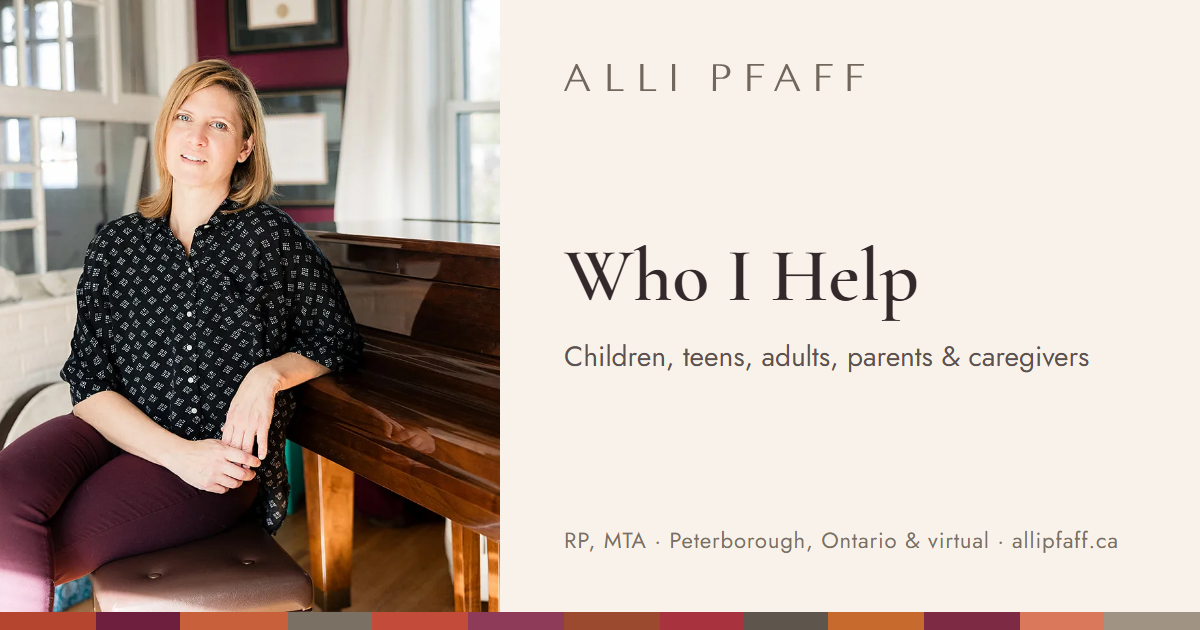 ALLI PFAFF
Who I Help
Children, teens, adults, parents & caregivers
RP, MTA · Peterborough, Ontario & virtual · allipfaff.ca